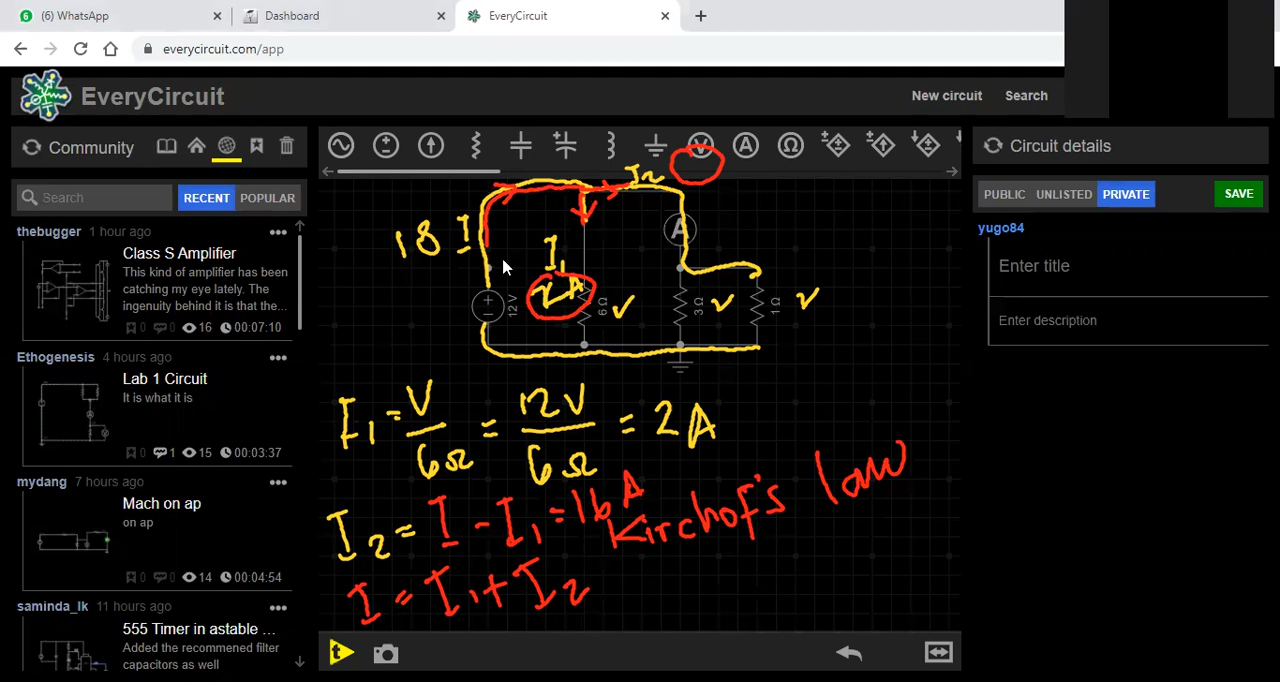 (6) WhatsApp
Dashboard
EveryCircuit
everycircuit.com/app
EveryCircuit
New circuit
Search
Community
Search
RECENT
POPULAR
thebugger 1 hour ago
Class S Amplifier
This kind of amplifier has been
catching my eye lately. The
ingenuity behind it is that the...
0 0 16 00:07:10
Ethogenesis 4 hours ago
Lab 1 Circuit
It is what it is
0 1 15 00:03:37
mydang 7 hours ago
Mach on ap
on ap
0 0 14 00:04:54
saminda_lk 11 hours ago
555 Timer in astable ...
Added the recommened filter
capacitors as well
V A Ω
I2
18 I
I1
2A
A
+
−
12 V
6 Ω
V
3 Ω
V
1 Ω
V
I1 = V/6Ω = 12V/6Ω = 2A
I2 = I - I1 = 16A
Kirchof's law
I = I1 + I2
t
Circuit details
PUBLIC
UNLISTED
PRIVATE
SAVE
yugo84
Enter title
Enter description